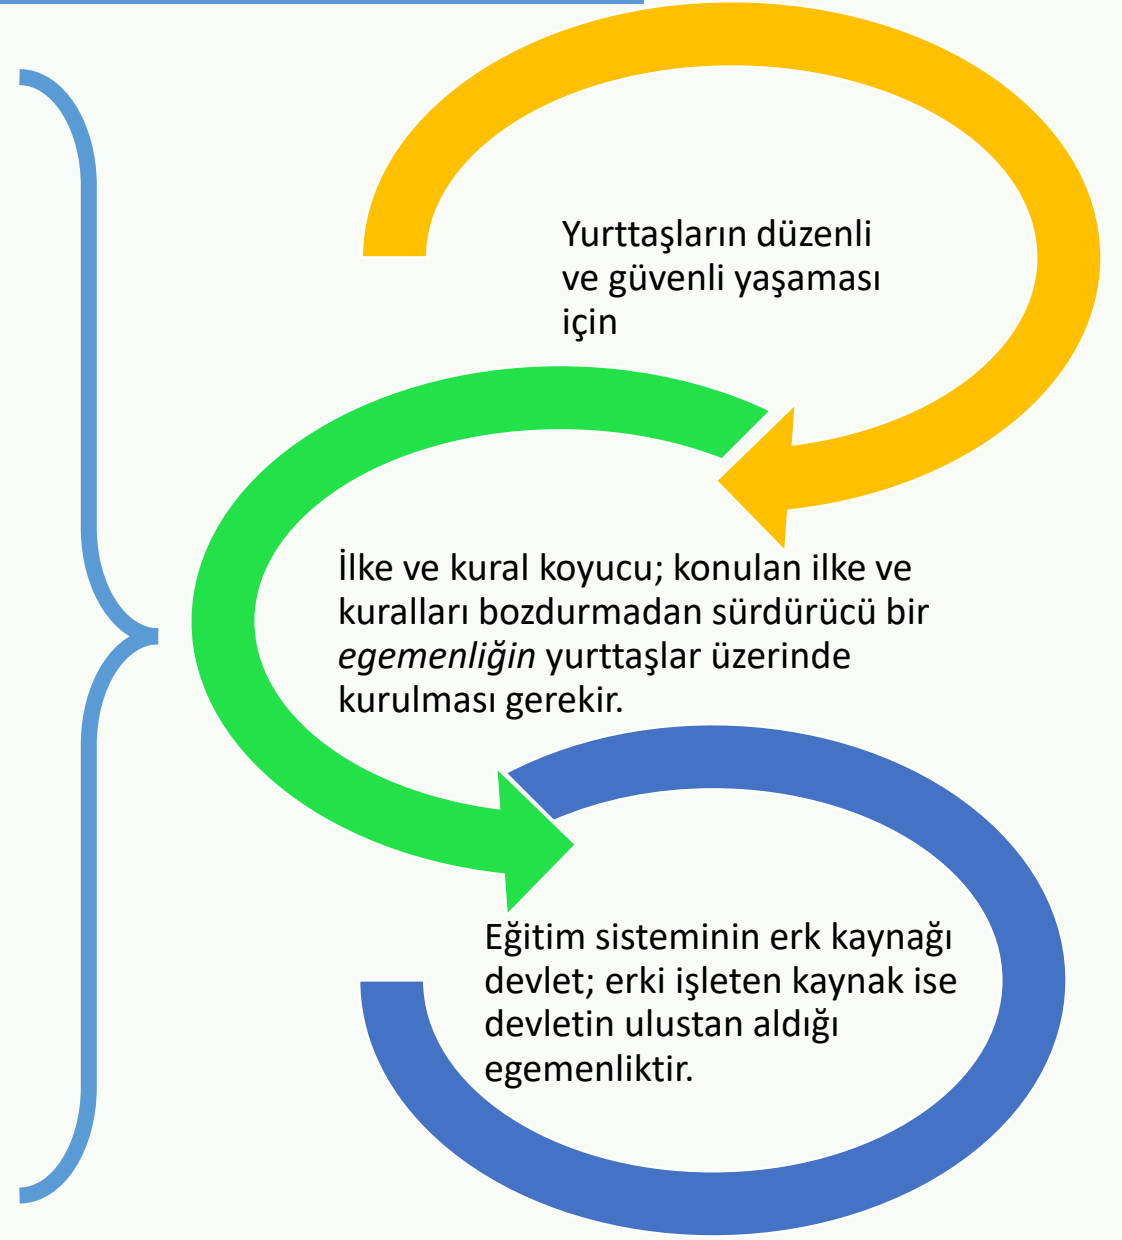 Yurttaşların düzenli
ve güvenli yaşaması
için
İlke ve kural koyucu; konulan ilke ve
kuralları bozdurmadan sürdürücü bir
egemenliğin yurttaşlar üzerinde
kurulması gerekir.
Eğitim sisteminin erk kaynağı
devlet; erki işleten kaynak ise
devletin ulustan aldığı
egemenliktir.